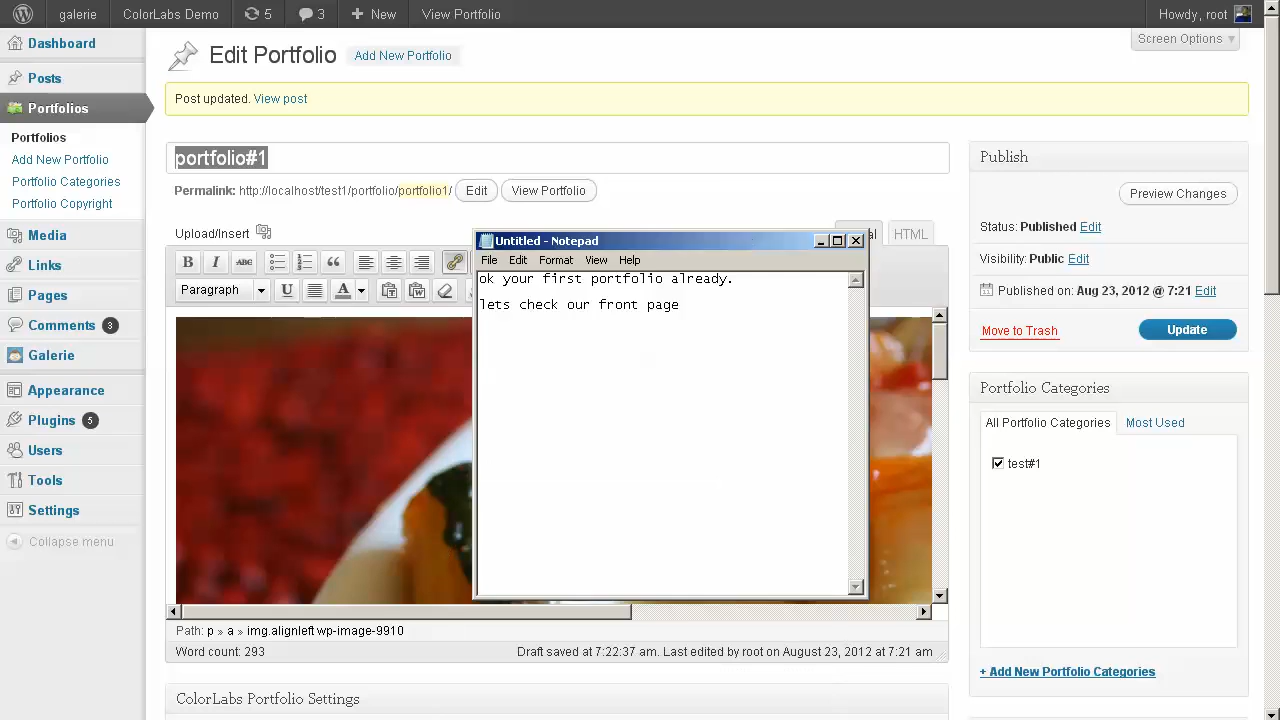 galerie ColorLabs Demo 5 3 New View Portfolio Howdy, root
Dashboard
Posts
Portfolios
Portfolios
Add New Portfolio
Portfolio Categories
Portfolio Copyright
Media
Links
Pages
Comments 3
Galerie
Appearance
Plugins 5
Users
Tools
Settings
Collapse menu
Edit Portfolio Add New Portfolio
Screen Options
Post updated. View post
portfolio#1
Permalink: http://localhost/test1/portfolio/portfolio1/ Edit View Portfolio
Upload/Insert
HTML
B I ABC
Paragraph U A
Untitled - Notepad
File Edit Format View Help
ok your first portfolio already.
lets check our front page
Path: p » a » img.alignleft wp-image-9910
Word count: 293 Draft saved at 7:22:37 am. Last edited by root on August 23, 2012 at 7:21 am
ColorLabs Portfolio Settings
Publish
Preview Changes
Status: Published Edit
Visibility: Public Edit
Published on: Aug 23, 2012 @ 7:21 Edit
Move to Trash Update
Portfolio Categories
All Portfolio Categories Most Used
test#1
+ Add New Portfolio Categories